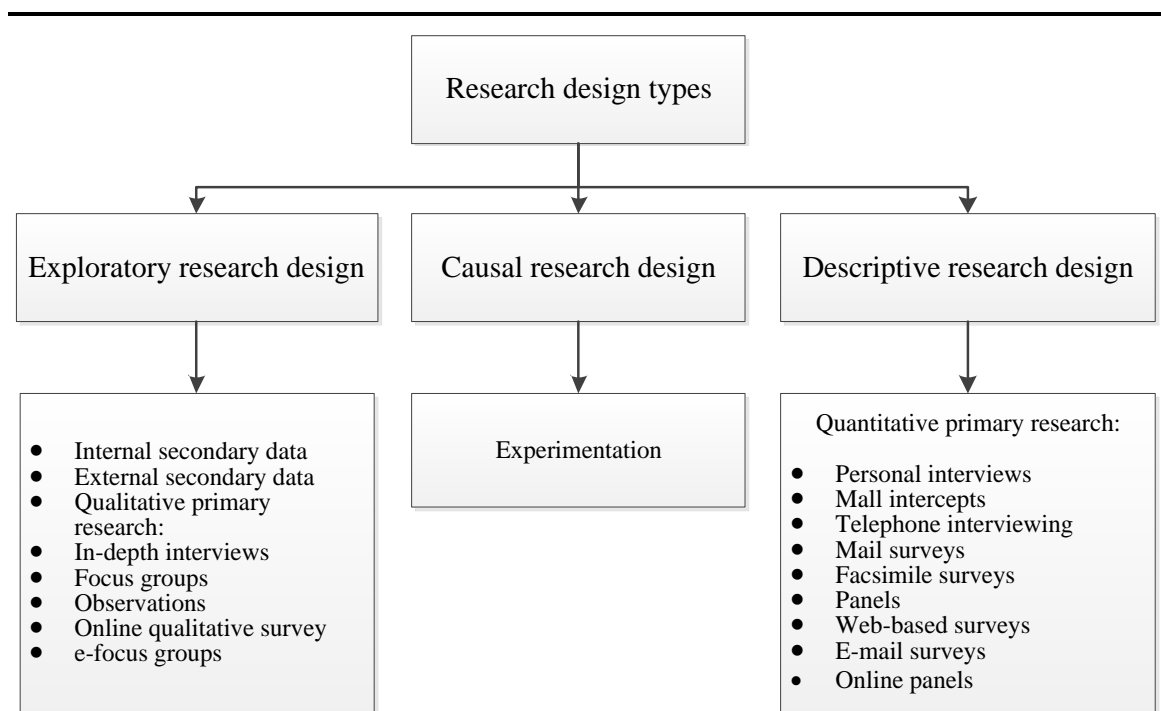 Research design types
Exploratory research design
Causal research design
Descriptive research design
● Internal secondary data
● External secondary data
● Qualitative primary
research:
● In-depth interviews
● Focus groups
● Observations
● Online qualitative survey
● e-focus groups
Experimentation
Quantitative primary research:
● Personal interviews
● Mall intercepts
● Telephone interviewing
● Mail surveys
● Facsimile surveys
● Panels
● Web-based surveys
● E-mail surveys
● Online panels